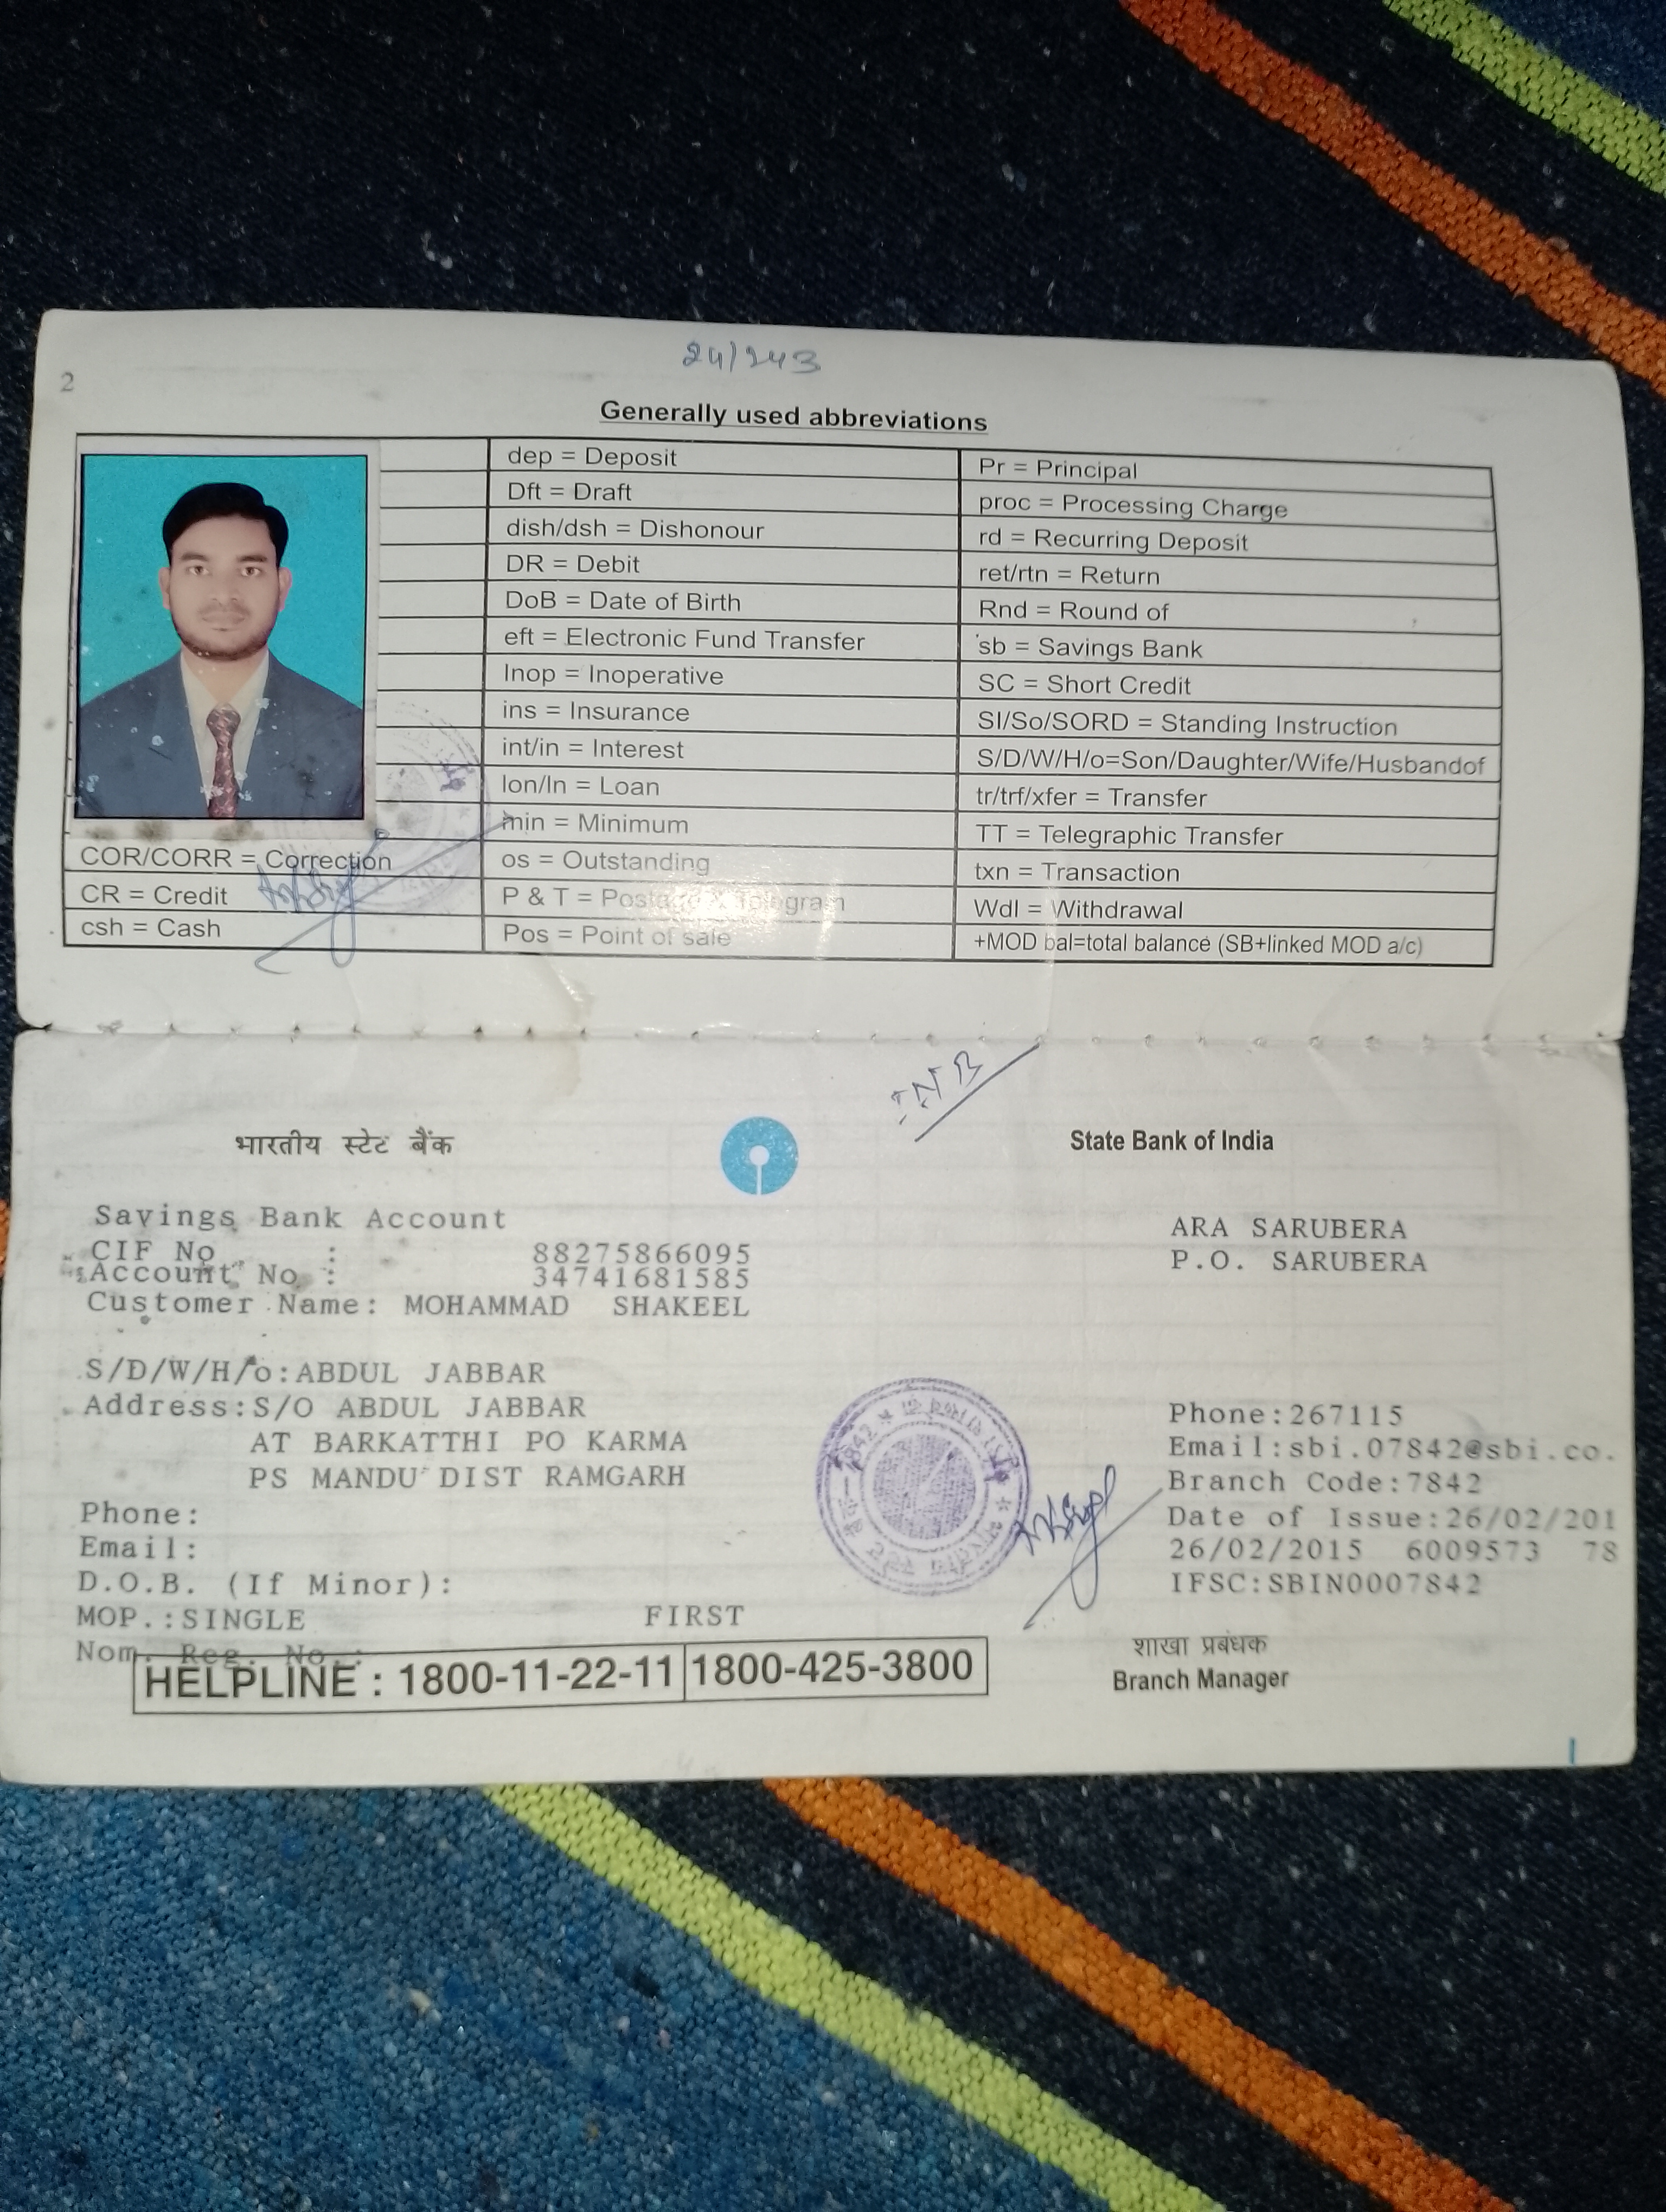 24/243
2
Generally used abbreviations
dep = Deposit
Dft = Draft
dish/dsh = Dishonour
DR = Debit
DoB = Date of Birth
eft = Electronic Fund Transfer
Inop = Inoperative
ins = Insurance
int/in = Interest
lon/ln = Loan
min = Minimum
COR/CORR = Correction
os = Outstanding
CR = Credit
P & T = Postage & Telegram
csh = Cash
Pos = Point of sale
Pr = Principal
proc = Processing Charge
rd = Recurring Deposit
ret/rtn = Return
Rnd = Round of
sb = Savings Bank
SC = Short Credit
SI/So/SORD = Standing Instruction
S/D/W/H/o=Son/Daughter/Wife/Husbandof
tr/trf/xfer = Transfer
TT = Telegraphic Transfer
txn = Transaction
Wdl = Withdrawal
+MOD bal=total balance (SB+linked MOD a/c)
INB
भारतीय स्टेट बैंक
State Bank of India
Savings Bank Account
CIF No : 88275866095
Account No : 34741681585
Customer Name: MOHAMMAD SHAKEEL
S/D/W/H/o:ABDUL JABBAR
Address:S/O ABDUL JABBAR
AT BARKATTHI PO KARMA
PS MANDU DIST RAMGARH
Phone:
Email:
D.O.B. (If Minor):
MOP.:SINGLE FIRST
Nom. Reg. No.:
HELPLINE : 1800-11-22-11 1800-425-3800
ARA SARUBERA
P.O. SARUBERA
Phone:267115
Email:sbi.07842@sbi.co.
Branch Code:7842
Date of Issue:26/02/201
26/02/2015 6009573 78
IFSC:SBIN0007842
शाखा प्रबंधक
Branch Manager